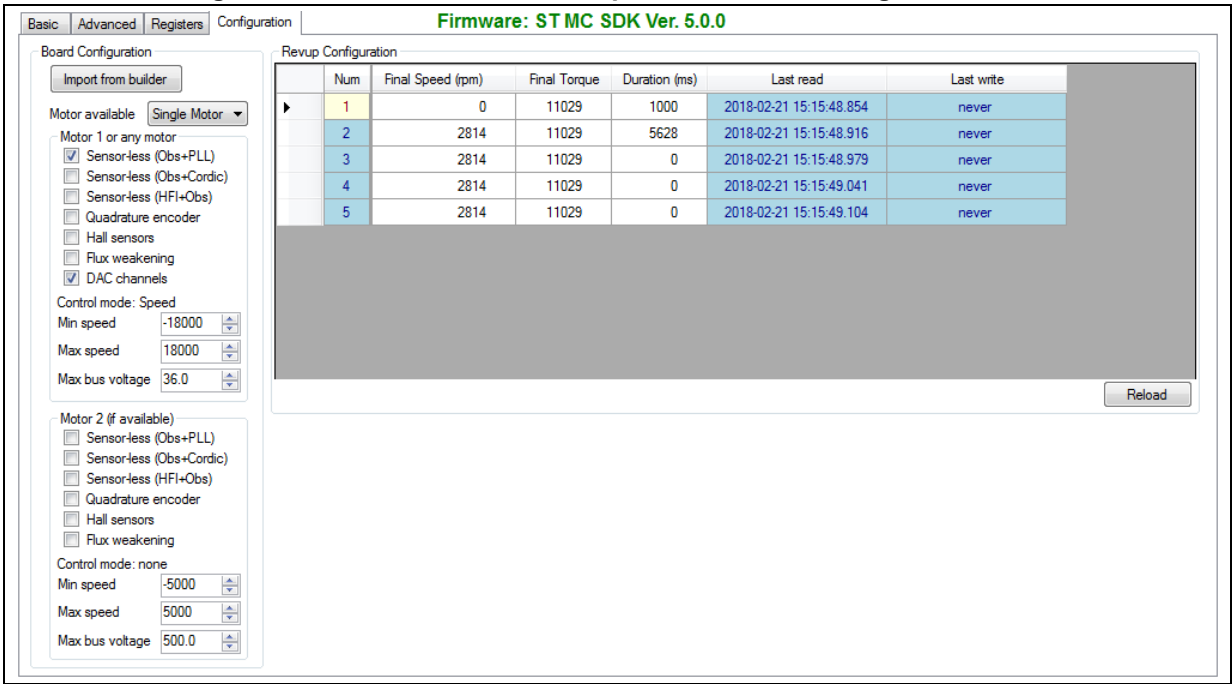 Firmware: ST MC SDK Ver. 5.0.0
Basic Advanced Registers Configuration
Board Configuration
Import from builder
Motor available Single Motor
Motor 1 or any motor
Sensor-less (Obs+PLL)
Sensor-less (Obs+Cordic)
Sensor-less (HFI+Obs)
Quadrature encoder
Hall sensors
Flux weakening
DAC channels
Control mode: Speed
Min speed -18000
Max speed 18000
Max bus voltage 36.0
Motor 2 (if available)
Sensor-less (Obs+PLL)
Sensor-less (Obs+Cordic)
Sensor-less (HFI+Obs)
Quadrature encoder
Hall sensors
Flux weakening
Control mode: none
Min speed -5000
Max speed 5000
Max bus voltage 500.0
Revup Configuration
Num Final Speed (rpm) Final Torque Duration (ms) Last read Last write
1 0 11029 1000 2018-02-21 15:15:48.854 never
2 2814 11029 5628 2018-02-21 15:15:48.916 never
3 2814 11029 0 2018-02-21 15:15:48.979 never
4 2814 11029 0 2018-02-21 15:15:49.041 never
5 2814 11029 0 2018-02-21 15:15:49.104 never
Reload